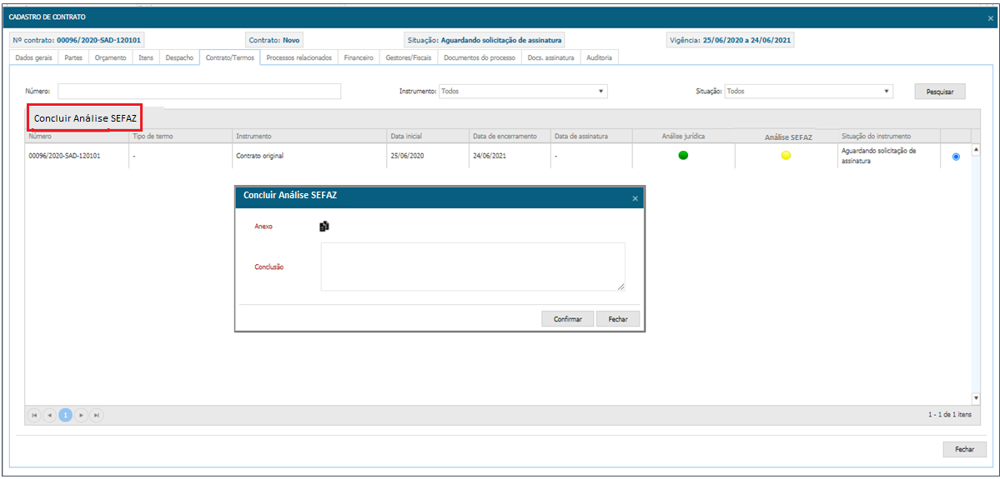 CADASTRO DE CONTRATO ×
Nº contrato: 00096/2020-SAD-120101 Contrato: Novo Situação: Aguardando solicitação de assinatura Vigência: 25/06/2020 a 24/06/2021
Dados gerais Partes Orçamento Itens Despacho Contrato/Termos Processos relacionados Financeiro Gestores/Fiscais Documentos do processo Docs. assinatura Auditoria
Número: Instrumento: Todos Situação: Todos Pesquisar
Concluir Análise SEFAZ
Número Tipo de termo Instrumento Data inicial Data de encerramento Data de assinatura Análise jurídica Análise SEFAZ Situação do instrumento
00096/2020-SAD-120101 - Contrato original 25/06/2020 24/06/2021 - Aguardando solicitação de
assinatura
Concluir Análise SEFAZ ×
Anexo
Conclusão
Confirmar Fechar
1 1 - 1 de 1 itens
Fechar